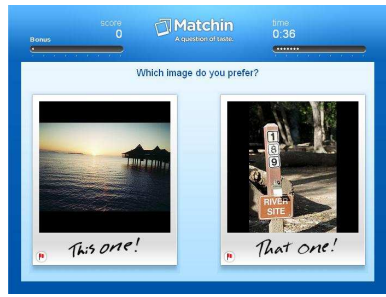 score
0
Bonus
Matchin
A question of taste.
time
0:36
Which image do you prefer?
1
8
9
RIVER
SITE
This one!
That one!